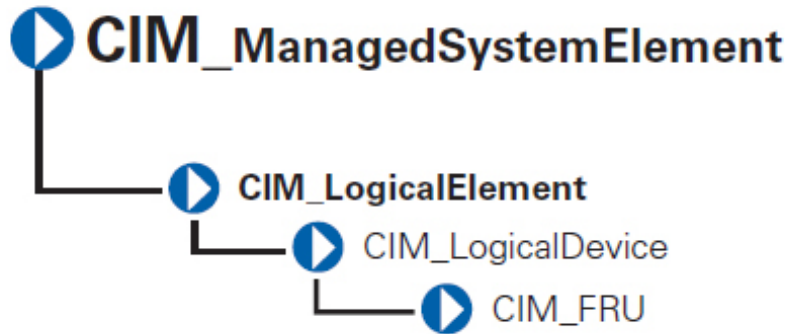 CIM_ManagedSystemElement
CIM_LogicalElement
CIM_LogicalDevice
CIM_FRU